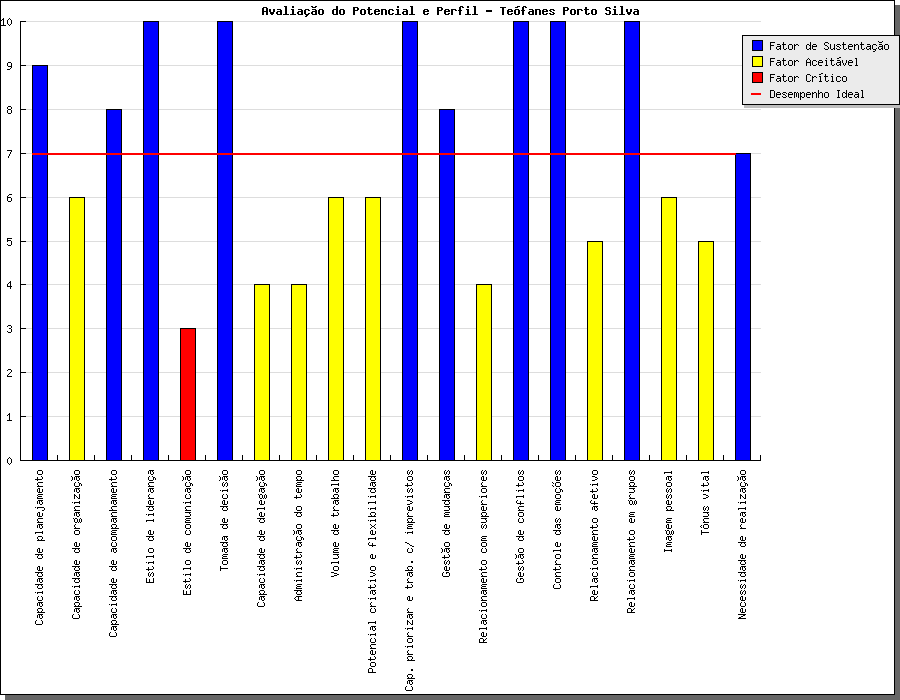 Avaliação do Potencial e Perfil - Teófanes Porto Silva
Fator de Sustentação
Fator Aceitável
Fator Crítico
Desempenho Ideal
10
9
8
7
6
5
4
3
2
1
0
Capacidade de planejamento
Capacidade de organização
Capacidade de acompanhamento
Estilo de liderança
Estilo de comunicação
Tomada de decisão
Capacidade de delegação
Administração do tempo
Volume de trabalho
Potencial criativo e flexibilidade
Cap. priorizar e trab. c/ imprevistos
Gestão de mudanças
Relacionamento com superiores
Gestão de conflitos
Controle das emoções
Relacionamento afetivo
Relacionamento em grupos
Imagem pessoal
Tônus vital
Necessidade de realização